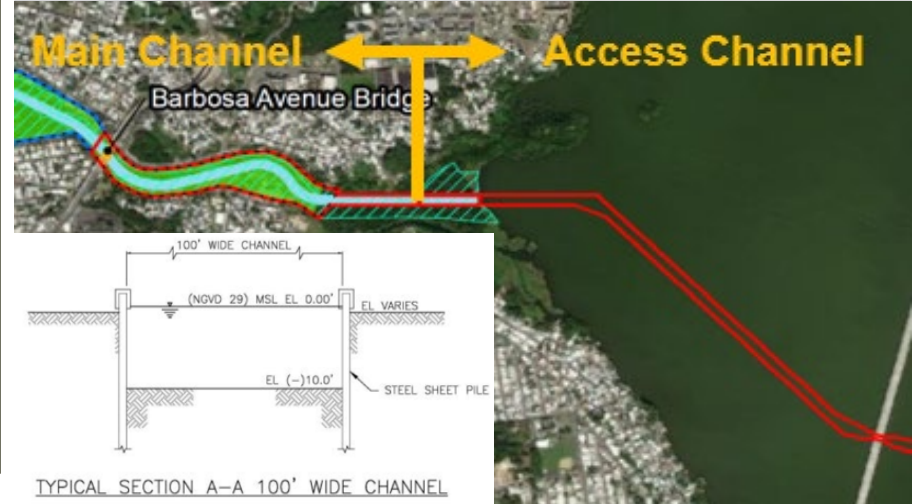 Main Channel
Access Channel
Barbosa Avenue Bridge
100' WIDE CHANNEL
(NGVD 29) MSL EL 0.00'
EL VARIES
EL (-)10.0'
STEEL SHEET PILE
TYPICAL SECTION A-A 100' WIDE CHANNEL